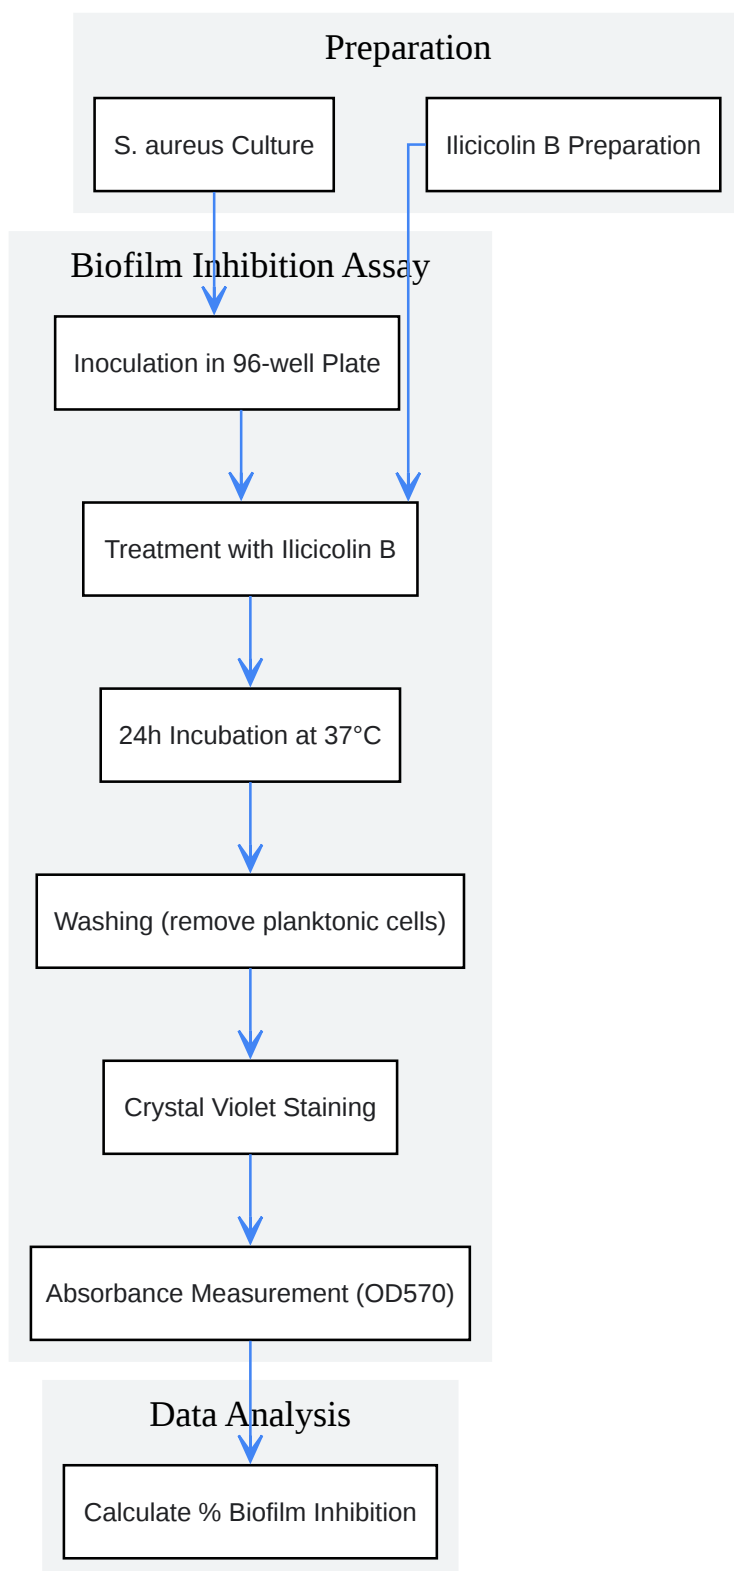 Preparation
S. aureus Culture
Ilicicolin B Preparation
Biofilm Inhibition Assay
Inoculation in 96-well Plate
Treatment with Ilicicolin B
24h Incubation at 37°C
Washing (remove planktonic cells)
Crystal Violet Staining
Absorbance Measurement (OD570)
Data Analysis
Calculate % Biofilm Inhibition